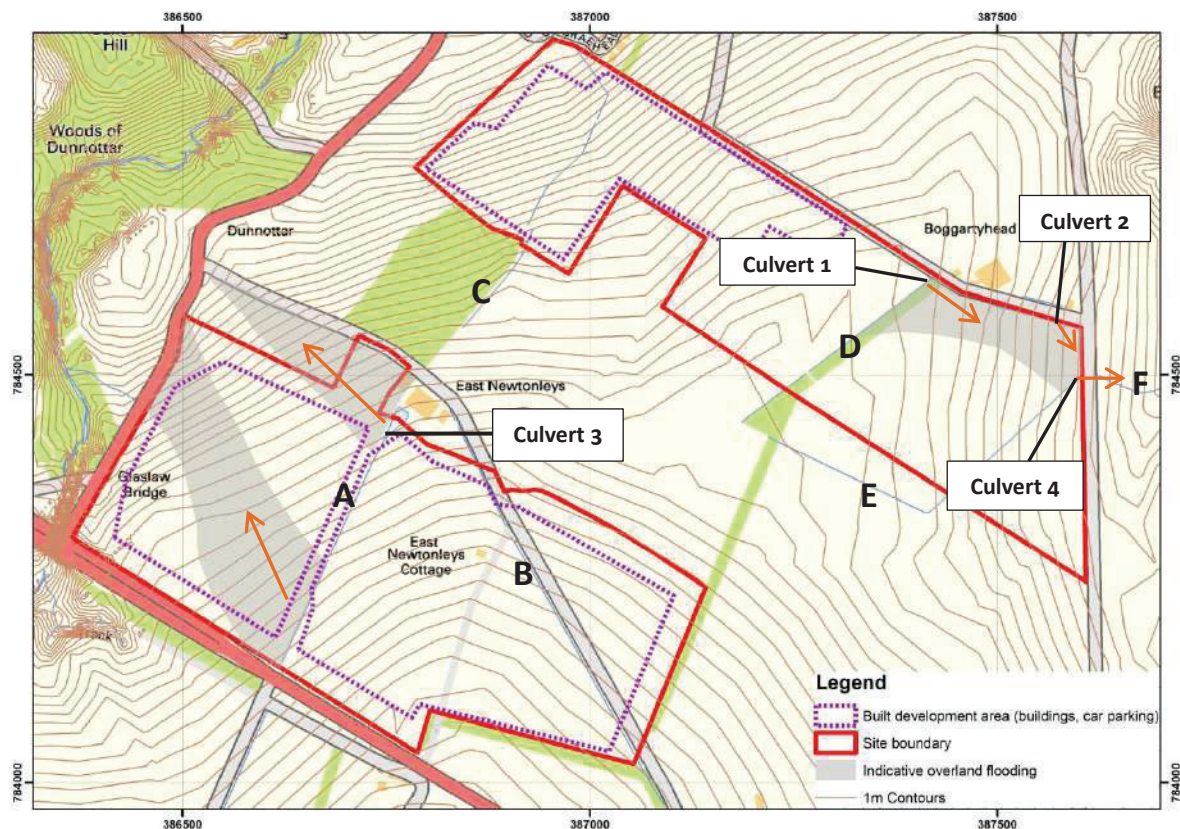 386500
387000
387500
Hill
BRAEHEAD
Woods of
Dunnottar
Dunnottar
Boggartyhead
Culvert 2
Culvert 1
C
D
784500
784500
East Newtonleys
F
Culvert 3
Glaslaw
Bridge
A
E
Culvert 4
East
Newtonleys
Cottage
B
Legend
Built development area (buildings, car parking)
Site boundary
Indicative overland flooding
1m Contours
784000
784000
386500
387000
387500